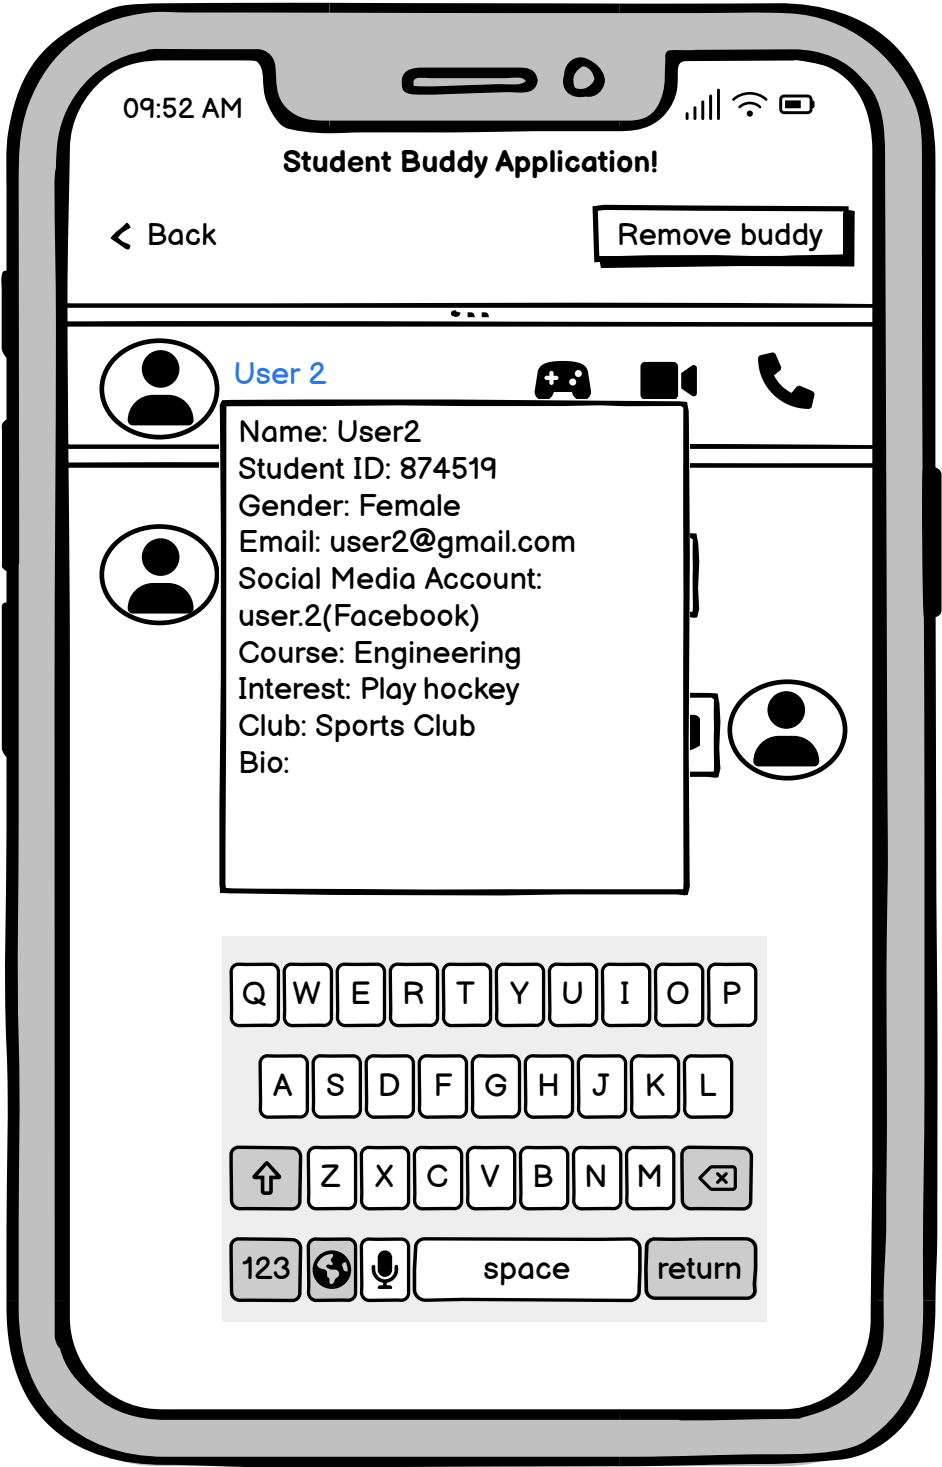 09:52 AM
Student Buddy Application!
Back
Remove buddy
User 2
Name: User2
Student ID: 874519
Gender: Female
Email: user2@gmail.com
Social Media Account:
user.2(Facebook)
Course: Engineering
Interest: Play hockey
Club: Sports Club
Bio:
Q W E R T Y U I O P
A S D F G H J K L
Z X C V B N M
123 space return